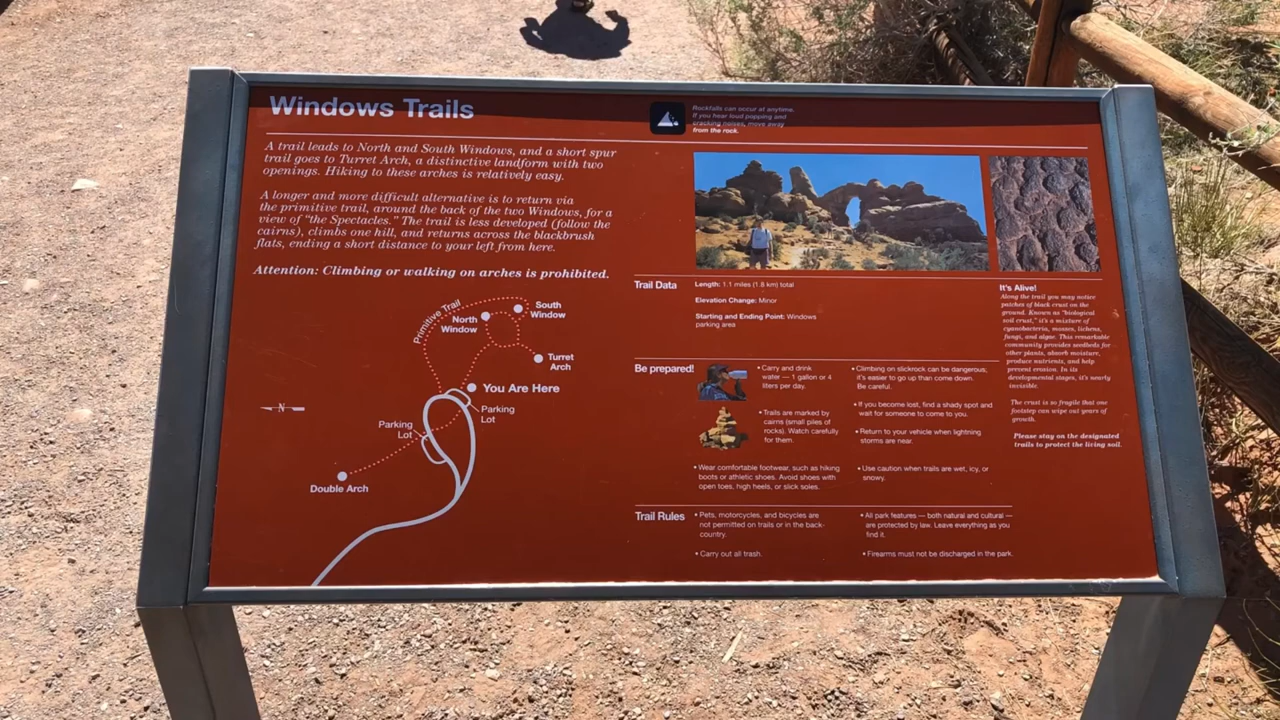 Windows Trails
Rockfalls can occur at anytime.
If you hear loud popping and
cracking noises, move away
from the rock.
A trail leads to North and South Windows, and a short spur
trail goes to Turret Arch, a distinctive landform with two
openings. Hiking to these arches is relatively easy.
A longer and more difficult alternative is to return via
the primitive trail, around the back of the two Windows, for a
view of "the Spectacles." The trail is less developed (follow the
cairns), climbs one hill, and returns across the blackbrush
flats, ending a short distance to your left from here.
Attention: Climbing or walking on arches is prohibited.
Primitive Trail
North
Window
South
Window
Turret
Arch
You Are Here
Parking
Lot
Parking
Lot
Double Arch
N
Trail Data
Length: 1.1 miles (1.8 km) total
Elevation Change: Minor
Starting and Ending Point: Windows
parking area
Be prepared!
• Carry and drink
water — 1 gallon or 4
liters per day.
• Trails are marked by
cairns (small piles of
rocks). Watch carefully
for them.
• Wear comfortable footwear, such as hiking
boots or athletic shoes. Avoid shoes with
open toes, high heels, or slick soles.
• Climbing on slickrock can be dangerous;
it's easier to go up than come down.
Be careful.
• If you become lost, find a shady spot and
wait for someone to come to you.
• Return to your vehicle when lightning
storms are near.
• Use caution when trails are wet, icy, or
snowy.
Trail Rules
• Pets, motorcycles, and bicycles are
not permitted on trails or in the back-
country.
• Carry out all trash.
• All park features — both natural and cultural —
are protected by law. Leave everything as you
find it.
• Firearms must not be discharged in the park.
It's Alive!
Along the trail you may notice
patches of black crust on the
ground. Known as "biological
soil crust," it's a mixture of
cyanobacteria, mosses, lichens,
fungi, and algae. This remarkable
community provides seedbeds for
other plants, absorb moisture,
produce nutrients, and help
prevent erosion. In its
developmental stages, it's nearly
invisible.
The crust is so fragile that one
footstep can wipe out years of
growth.
Please stay on the designated
trails to protect the living soil.